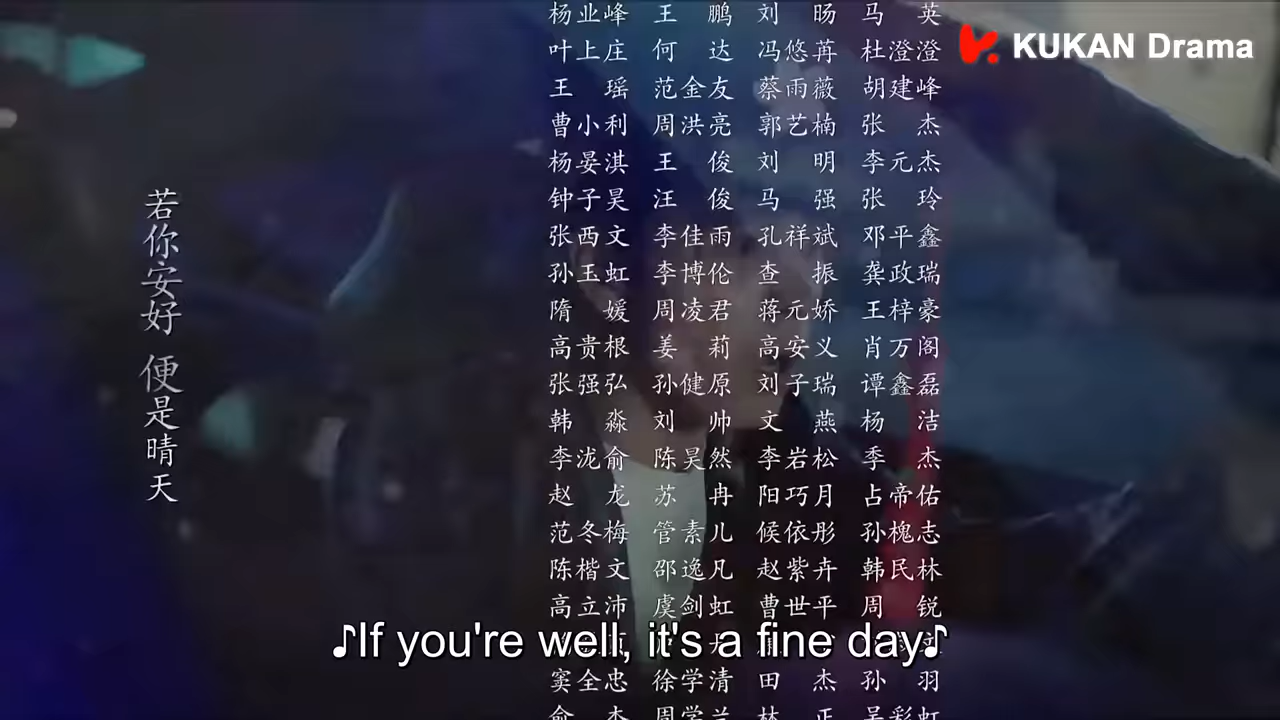 KUKAN Drama
若你安好 便是晴天
杨业峰 王鹏 刘旸 马英
叶上庄 何达 冯悠苒 杜澄澄
王瑶 范金友 蔡雨薇 胡建峰
曹小利 周洪亮 郭艺楠 张杰
杨晏淇 王俊 刘明 李元杰
钟子昊 汪俊 马强 张玲
张西文 李佳雨 孔祥斌 邓平鑫
孙玉虹 李博伦 查振 龚政瑞
隋媛 周凌君 蒋元娇 王梓豪
高贵根 姜莉 高安义 肖万阁
张强弘 孙健原 刘子瑞 谭鑫磊
韩淼 刘帅 文燕 杨洁
李泷俞 陈昊然 李岩松 季杰
赵龙 苏冉 阳巧月 占帝佑
范冬梅 管素儿 候依彤 孙槐志
陈楷文 邵逸凡 赵紫卉 韩民林
高立沛 虞剑虹 曹世平 周锐
♪If you're well, it's a fine day♪
窦全忠 徐学清 田杰 孙羽